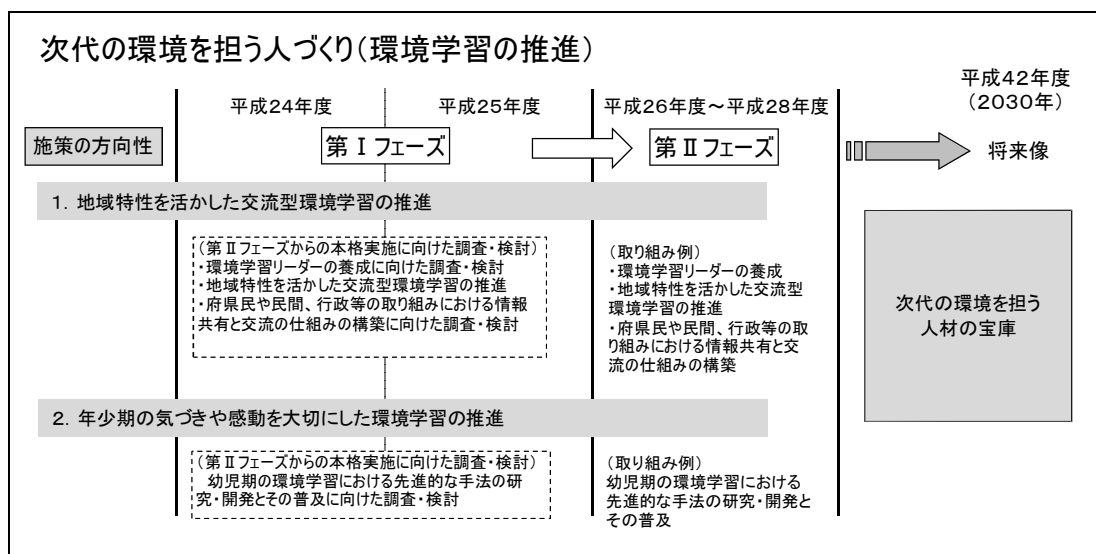 次代の環境を担う人づくり(環境学習の推進)
平成24年度
平成25年度
平成26年度～平成28年度
平成42年度
(2030年)
施策の方向性
第Ⅰフェーズ
第Ⅱフェーズ
将来像
1. 地域特性を活かした交流型環境学習の推進
(第Ⅱフェーズからの本格実施に向けた調査・検討)
・環境学習リーダーの養成に向けた調査・検討
・地域特性を活かした交流型環境学習の推進
・府県民や民間、行政等の取り組みにおける情報
共有と交流の仕組みの構築に向けた調査・検討
(取り組み例)
・環境学習リーダーの養成
・地域特性を活かした交流型
環境学習の推進
・府県民や民間、行政等の取
り組みにおける情報共有と交
流の仕組みの構築
次代の環境を担う
人材の宝庫
2. 年少期の気づきや感動を大切にした環境学習の推進
(第Ⅱフェーズからの本格実施に向けた調査・検討)
幼児期の環境学習における先進的な手法の研
究・開発とその普及に向けた調査・検討
(取り組み例)
幼児期の環境学習における
先進的な手法の研究・開発と
その普及